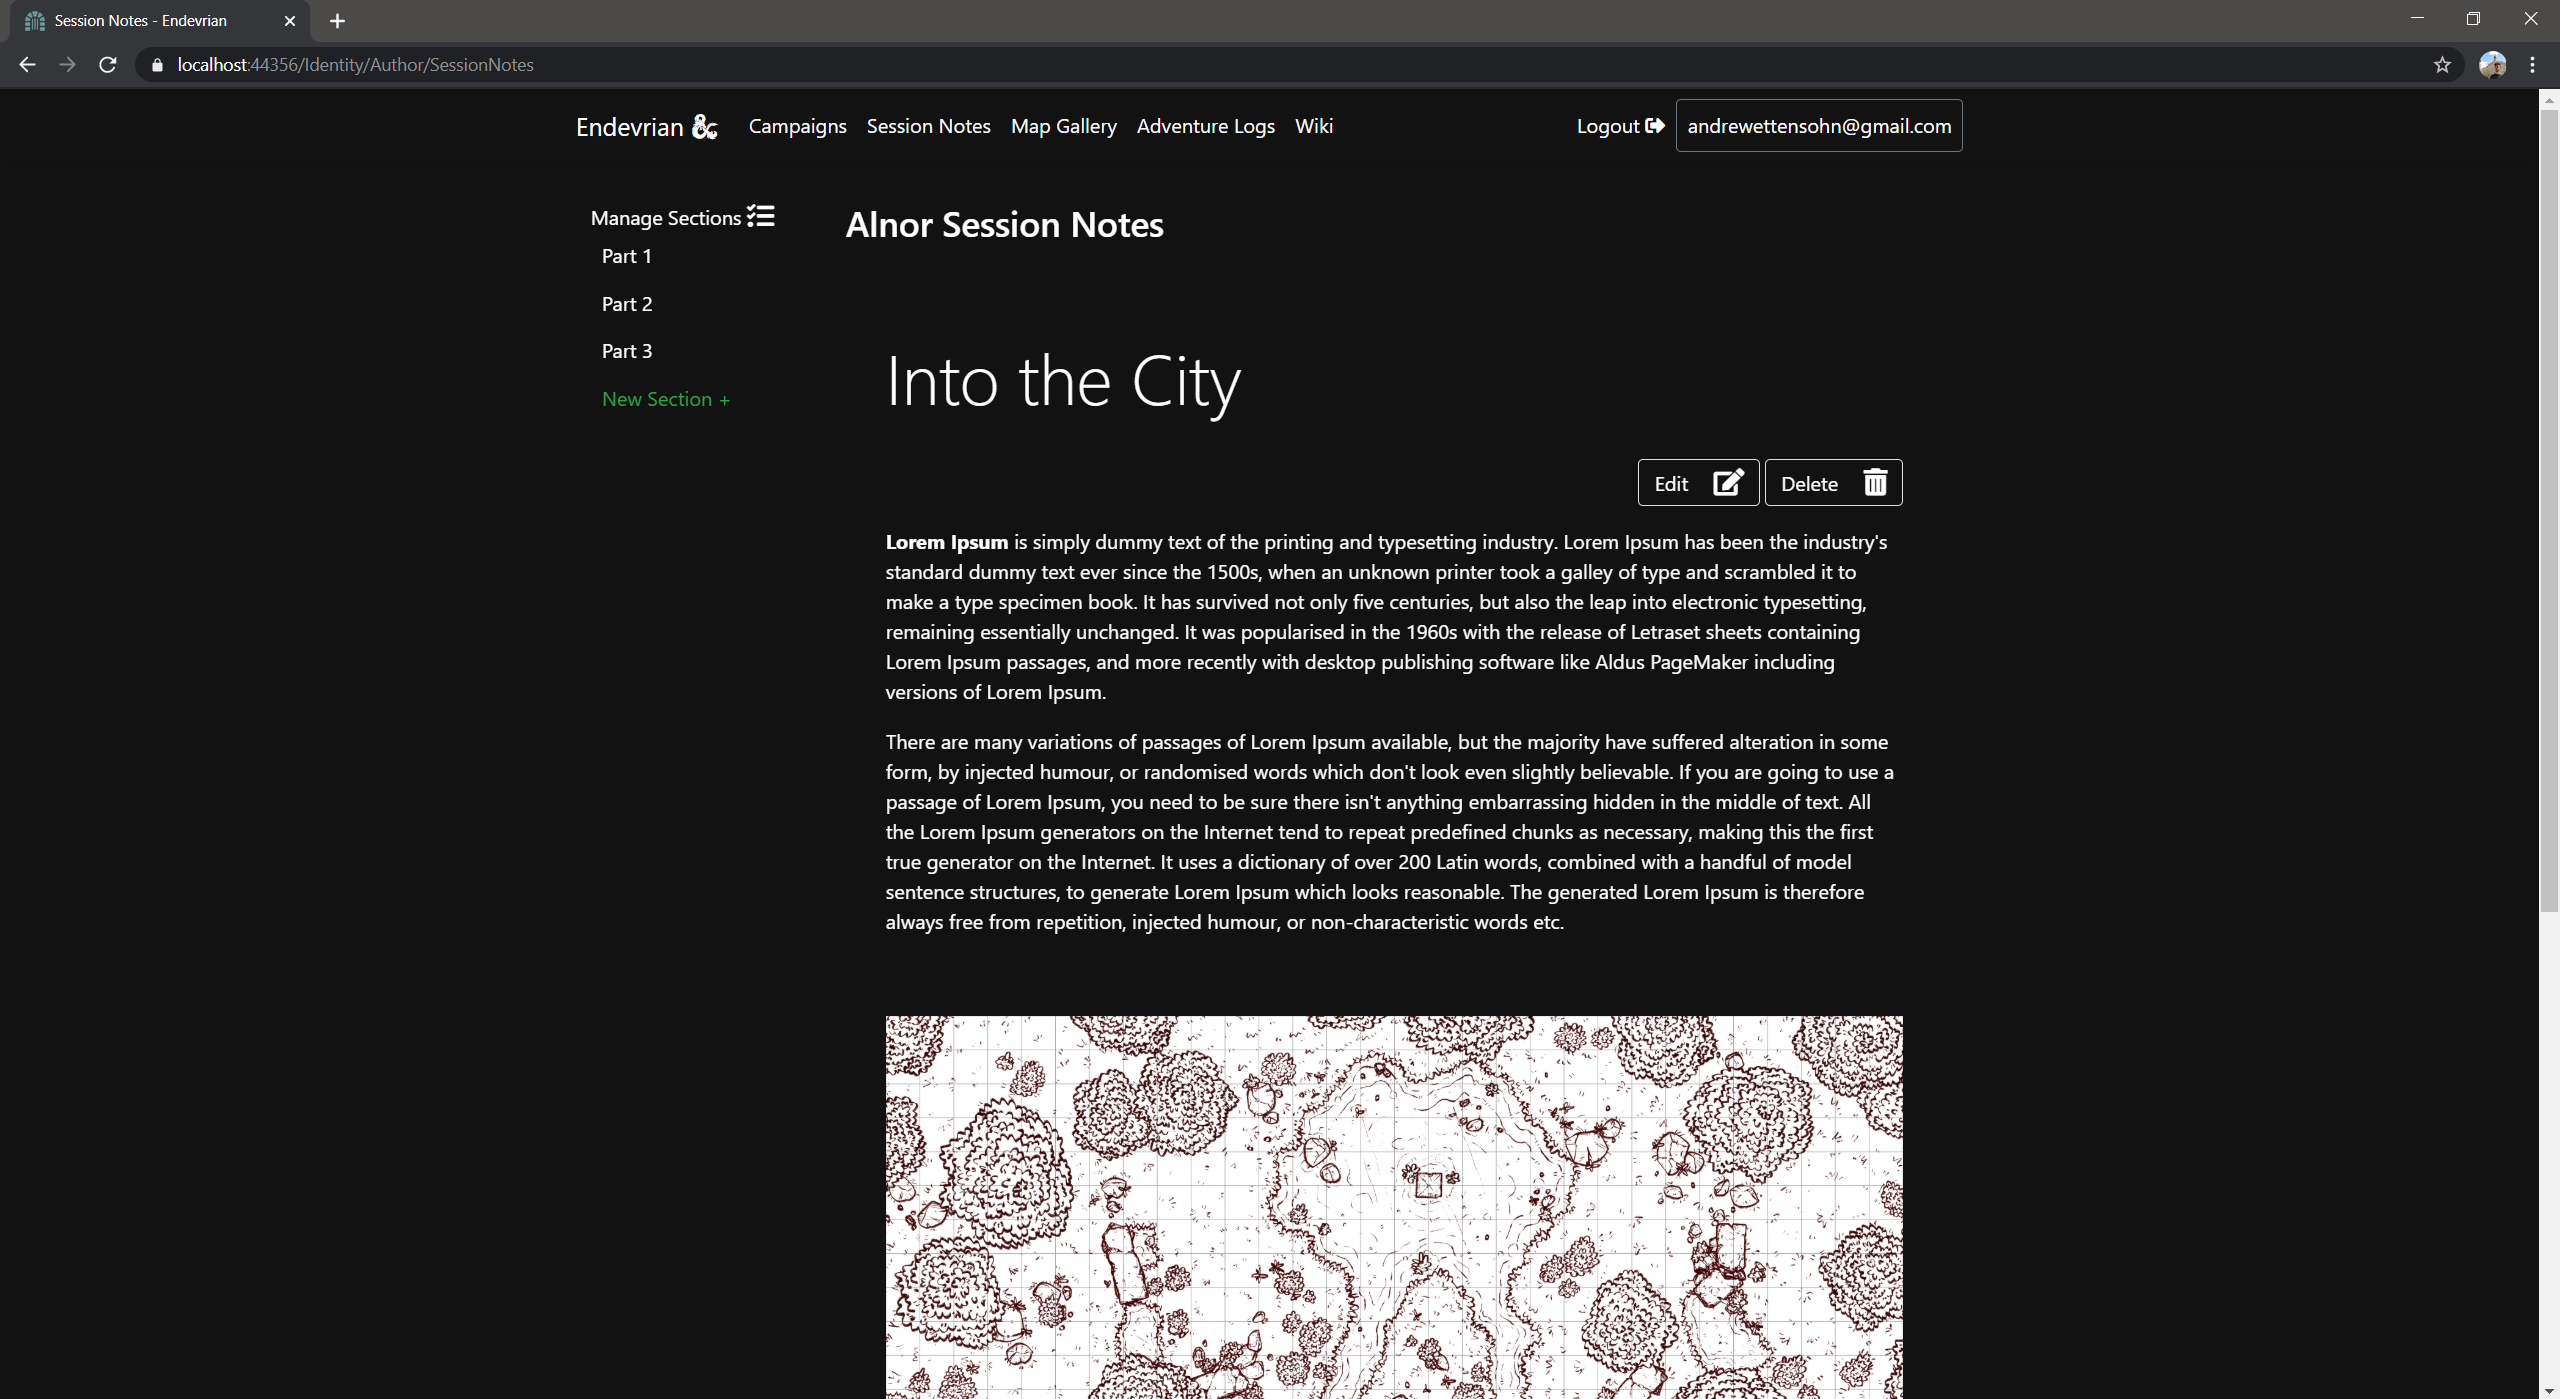 Session Notes - Endevrian
localhost:44356/Identity/Author/SessionNotes
Endevrian & Campaigns Session Notes Map Gallery Adventure Logs Wiki Logout andrewettensohn@gmail.com
Manage Sections
Part 1
Part 2
Part 3
New Section +
Alnor Session Notes
Into the City
Edit Delete
Lorem Ipsum is simply dummy text of the printing and typesetting industry. Lorem Ipsum has been the industry's
standard dummy text ever since the 1500s, when an unknown printer took a galley of type and scrambled it to
make a type specimen book. It has survived not only five centuries, but also the leap into electronic typesetting,
remaining essentially unchanged. It was popularised in the 1960s with the release of Letraset sheets containing
Lorem Ipsum passages, and more recently with desktop publishing software like Aldus PageMaker including
versions of Lorem Ipsum.
There are many variations of passages of Lorem Ipsum available, but the majority have suffered alteration in some
form, by injected humour, or randomised words which don't look even slightly believable. If you are going to use a
passage of Lorem Ipsum, you need to be sure there isn't anything embarrassing hidden in the middle of text. All
the Lorem Ipsum generators on the Internet tend to repeat predefined chunks as necessary, making this the first
true generator on the Internet. It uses a dictionary of over 200 Latin words, combined with a handful of model
sentence structures, to generate Lorem Ipsum which looks reasonable. The generated Lorem Ipsum is therefore
always free from repetition, injected humour, or non-characteristic words etc.